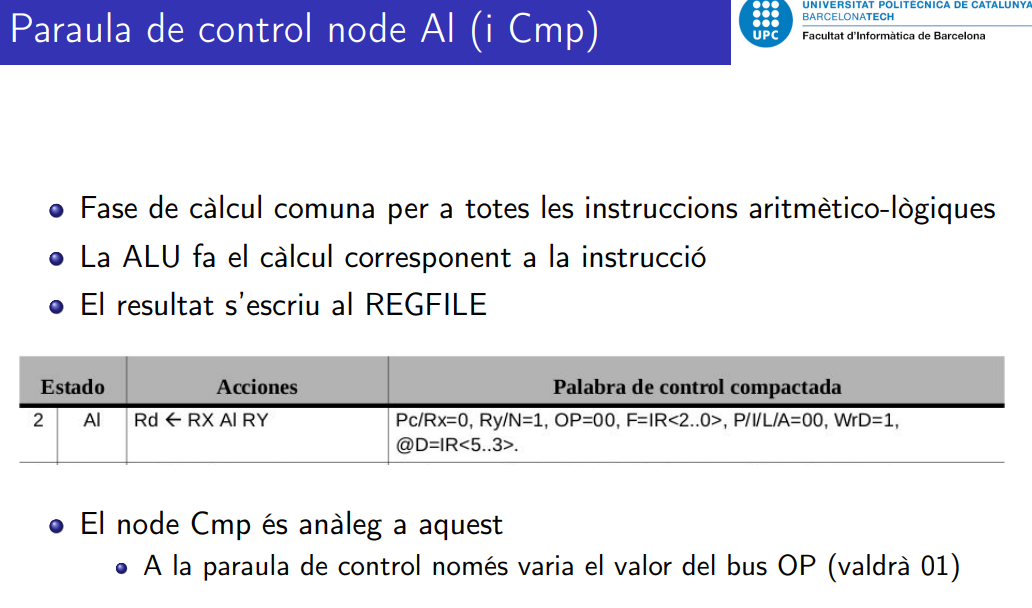 Paraula de control node Al (i Cmp)
UNIVERSITAT POLITÈCNICA DE CATALUNYA
BARCELONATECH
Facultat d'Informàtica de Barcelona
UPC
Fase de càlcul comuna per a totes les instruccions aritmètico-lògiques
La ALU fa el càlcul corresponent a la instrucció
El resultat s'escriu al REGFILE
Estado Acciones Palabra de control compactada
2 Al Rd ← RX Al RY Pc/Rx=0, Ry/N=1, OP=00, F=IR<2..0>, P/I/L/A=00, WrD=1,
@D=IR<5..3>.
El node Cmp és anàleg a aquest
A la paraula de control només varia el valor del bus OP (valdrà 01)